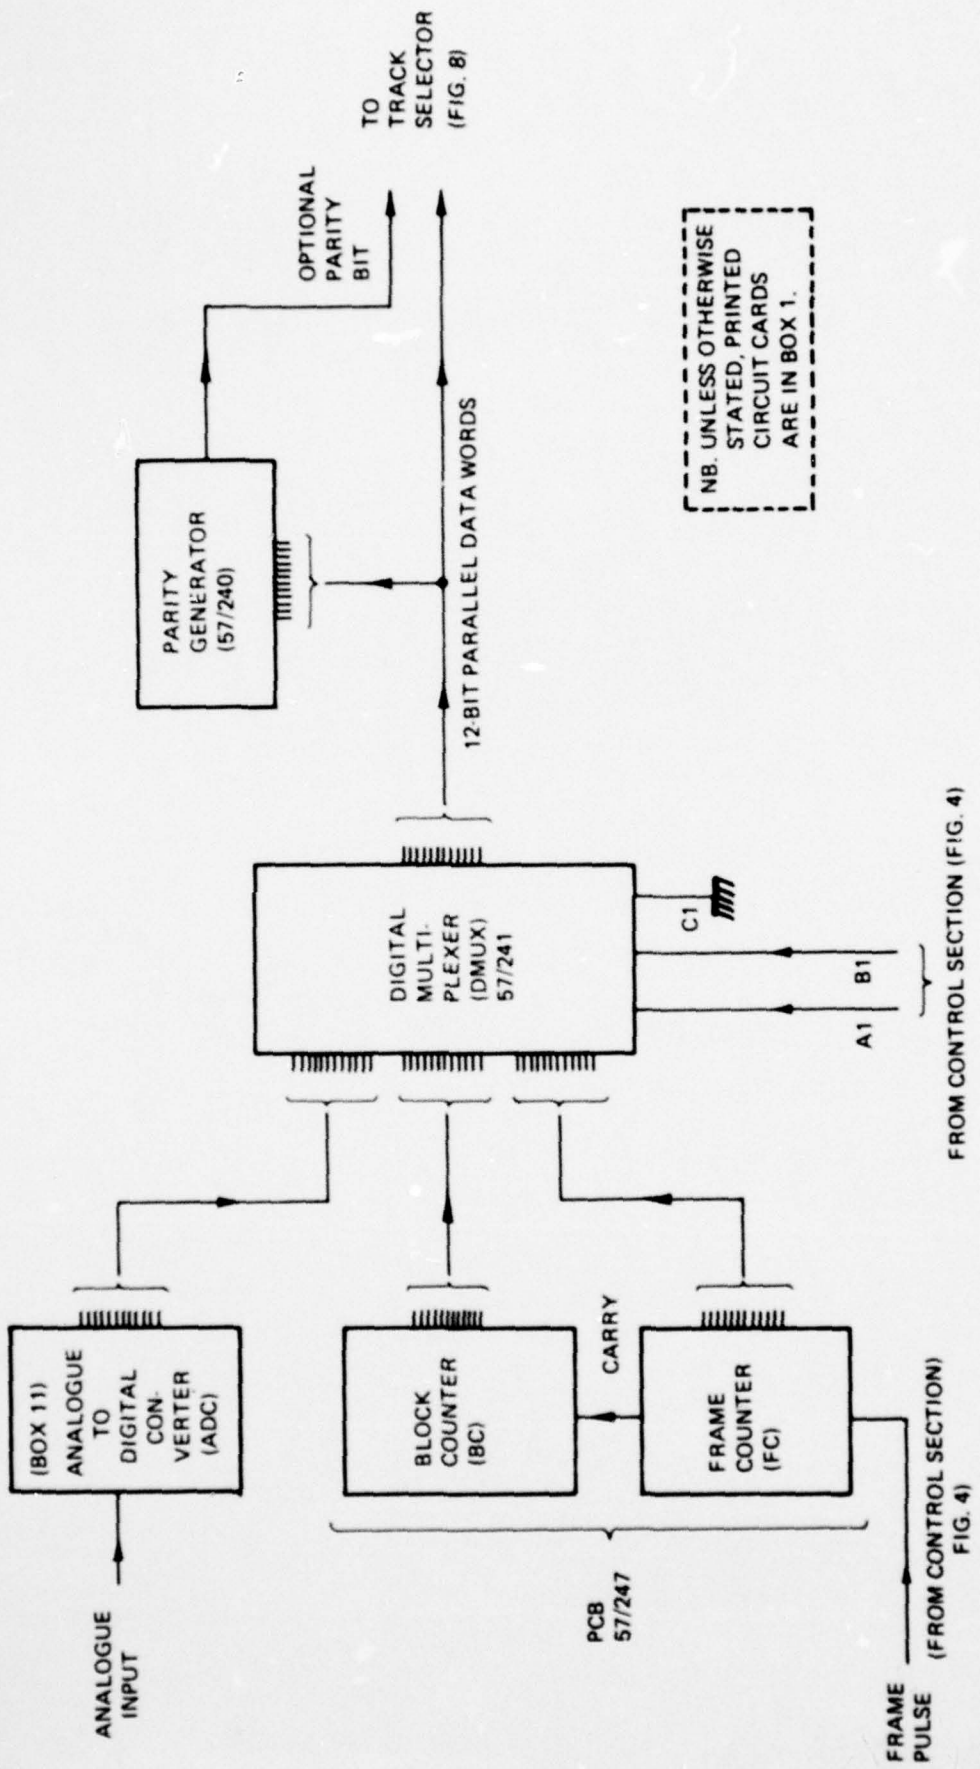 ANALOGUE
INPUT
(BOX 11)
ANALOGUE
TO
DIGITAL
CON-
VERTER
(ADC)
PCB
57/247
BLOCK
COUNTER
(BC)
CARRY
FRAME
COUNTER
(FC)
FRAME
PULSE
(FROM CONTROL SECTION)
FIG. 4)
DIGITAL
MULTI-
PLEXER
(DMUX)
57/241
A1
B1
C1
FROM CONTROL SECTION (FIG. 4)
PARITY
GENERATOR
(57/240)
12-BIT PARALLEL DATA WORDS
OPTIONAL
PARITY
BIT
TO
TRACK
SELECTOR
(FIG. 8)
NB. UNLESS OTHERWISE
STATED, PRINTED
CIRCUIT CARDS
ARE IN BOX 1.